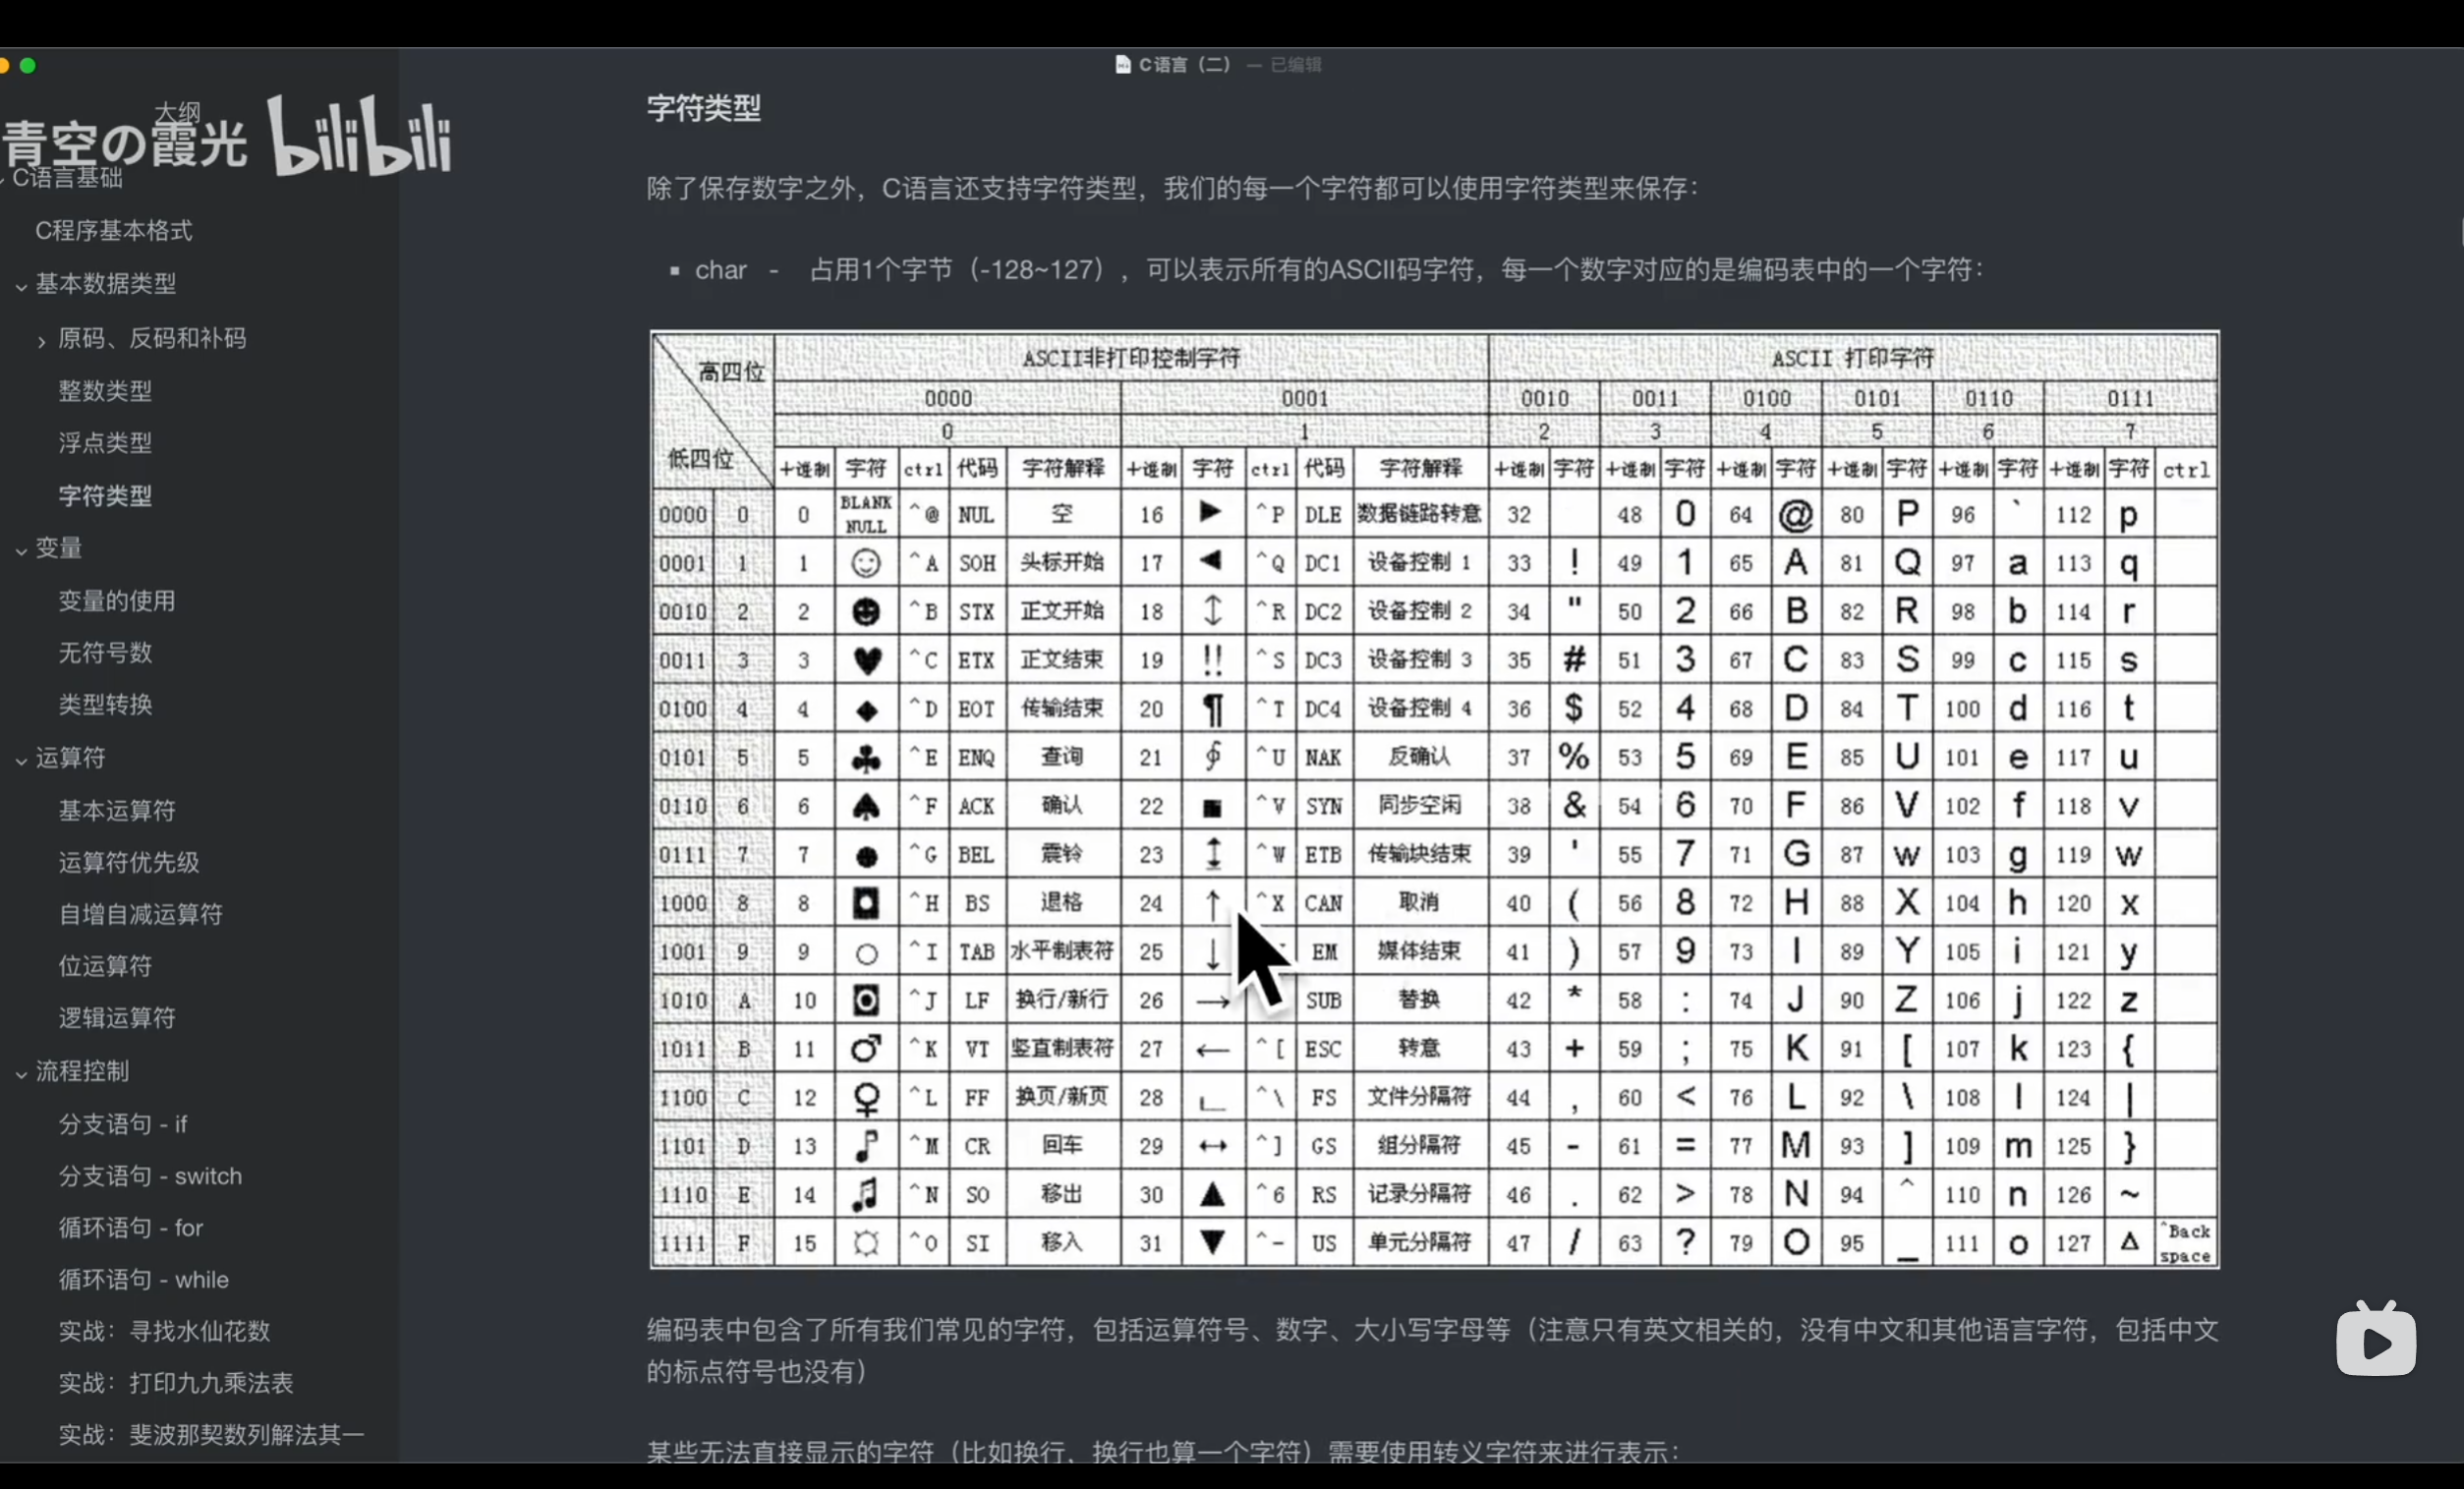 C语言（二） — 已编辑
大纲
青空の霞光 bilibili
C语言基础
C程序基本格式
基本数据类型
原码、反码和补码
整数类型
浮点类型
字符类型
变量
变量的使用
无符号数
类型转换
运算符
基本运算符
运算符优先级
自增自减运算符
位运算符
逻辑运算符
流程控制
分支语句 - if
分支语句 - switch
循环语句 - for
循环语句 - while
实战：寻找水仙花数
实战：打印九九乘法表
实战：斐波那契数列解法其一
字符类型
除了保存数字之外，C语言还支持字符类型，我们的每一个字符都可以使用字符类型来保存：
char - 占用1个字节（-128~127），可以表示所有的ASCII码字符，每一个数字对应的是编码表中的一个字符：
高四位 ASCII非打印控制字符 ASCII 打印字符
0000 0001 0010 0011 0100 0101 0110 0111
0 1 2 3 4 5 6 7
低四位 十进制 字符 ctrl 代码 字符解释 十进制 字符 ctrl 代码 字符解释 十进制 字符 十进制 字符 十进制 字符 十进制 字符 十进制 字符 十进制 字符 ctrl
0000 0 0 BLANK NULL ^@ NUL 空 16 ► ^P DLE 数据链路转意 32 48 0 64 @ 80 P 96 ` 112 p
0001 1 1 ☺ ^A SOH 头标开始 17 ◄ ^Q DC1 设备控制 1 33 ! 49 1 65 A 81 Q 97 a 113 q
0010 2 2 ☻ ^B STX 正文开始 18 ↕ ^R DC2 设备控制 2 34 " 50 2 66 B 82 R 98 b 114 r
0011 3 3 ♥ ^C ETX 正文结束 19 ‼ ^S DC3 设备控制 3 35 # 51 3 67 C 83 S 99 c 115 s
0100 4 4 ♦ ^D EOT 传输结束 20 ¶ ^T DC4 设备控制 4 36 $ 52 4 68 D 84 T 100 d 116 t
0101 5 5 ♣ ^E ENQ 查询 21 ∮ ^U NAK 反确认 37 % 53 5 69 E 85 U 101 e 117 u
0110 6 6 ♠ ^F ACK 确认 22 ■ ^V SYN 同步空闲 38 & 54 6 70 F 86 V 102 f 118 v
0111 7 7 ● ^G BEL 震铃 23 ↨ ^W ETB 传输块结束 39 ' 55 7 71 G 87 w 103 g 119 w
1000 8 8 ◘ ^H BS 退格 24 ↑ ^X CAN 取消 40 ( 56 8 72 H 88 X 104 h 120 x
1001 9 9 ○ ^I TAB 水平制表符 25 ↓ EM 媒体结束 41 ) 57 9 73 I 89 Y 105 i 121 y
1010 A 10 ◙ ^J LF 换行/新行 26 → SUB 替换 42 * 58 : 74 J 90 Z 106 j 122 z
1011 B 11 ♂ ^K VT 竖直制表符 27 ← ^[ ESC 转意 43 + 59 ; 75 K 91 [ 107 k 123 {
1100 C 12 ♀ ^L FF 换页/新页 28 ∟ ^\ FS 文件分隔符 44 , 60 < 76 L 92 \ 108 l 124 |
1101 D 13 ♪ ^M CR 回车 29 ↔ ^] GS 组分隔符 45 - 61 = 77 M 93 ] 109 m 125 }
1110 E 14 ♫ ^N SO 移出 30 ▲ ^6 RS 记录分隔符 46 . 62 > 78 N 94 ^ 110 n 126 ~
1111 F 15 ☼ ^O SI 移入 31 ▼ ^- US 单元分隔符 47 / 63 ? 79 O 95 _ 111 o 127 Δ ^Back space
编码表中包含了所有我们常见的字符，包括运算符号、数字、大小写字母等（注意只有英文相关的，没有中文和其他语言字符，包括中文
的标点符号也没有）
某些无法直接显示的字符（比如换行，换行也算一个字符）需要使用转义字符来进行表示：